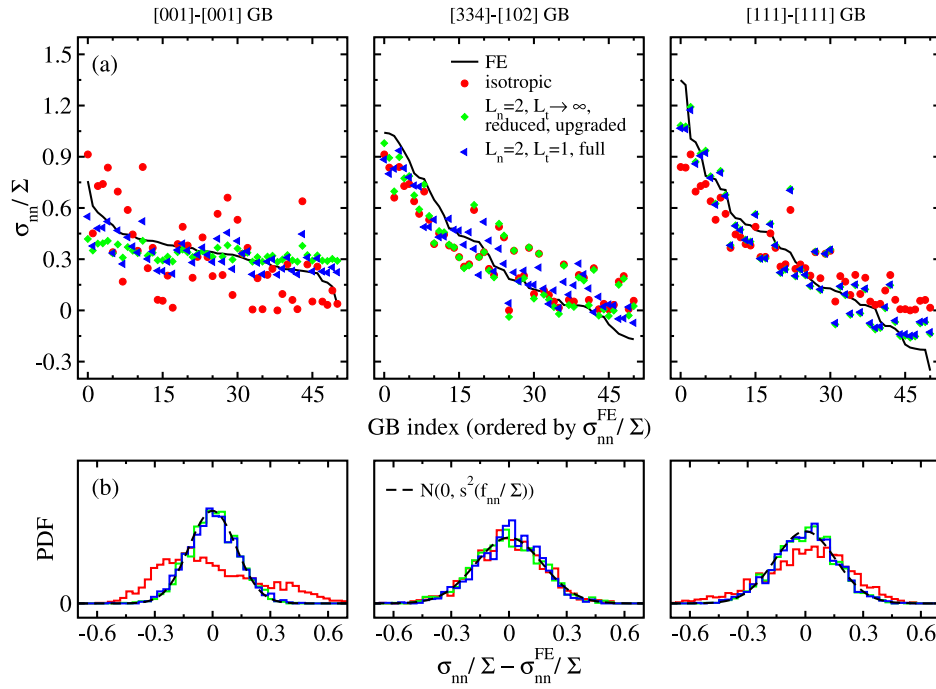 [001]-[001] GB [334]-[102] GB [111]-[111] GB
(a)
FE
isotropic
Lₙ=2, Lₜ→∞,
reduced, upgraded
Lₙ=2, Lₜ=1, full
σₙₙ/Σ
1.5
1.2
0.9
0.6
0.3
0
-0.3
0 15 30 45 0 15 30 45 0 15 30 45
GB index (ordered by σₙₙ^FE/Σ)
(b)
N(0, s²(fₙₙ/Σ))
PDF
0
-0.6 -0.3 0 0.3 0.6 -0.6 -0.3 0 0.3 0.6 -0.6 -0.3 0 0.3 0.6
σₙₙ/Σ − σₙₙ^FE/Σ